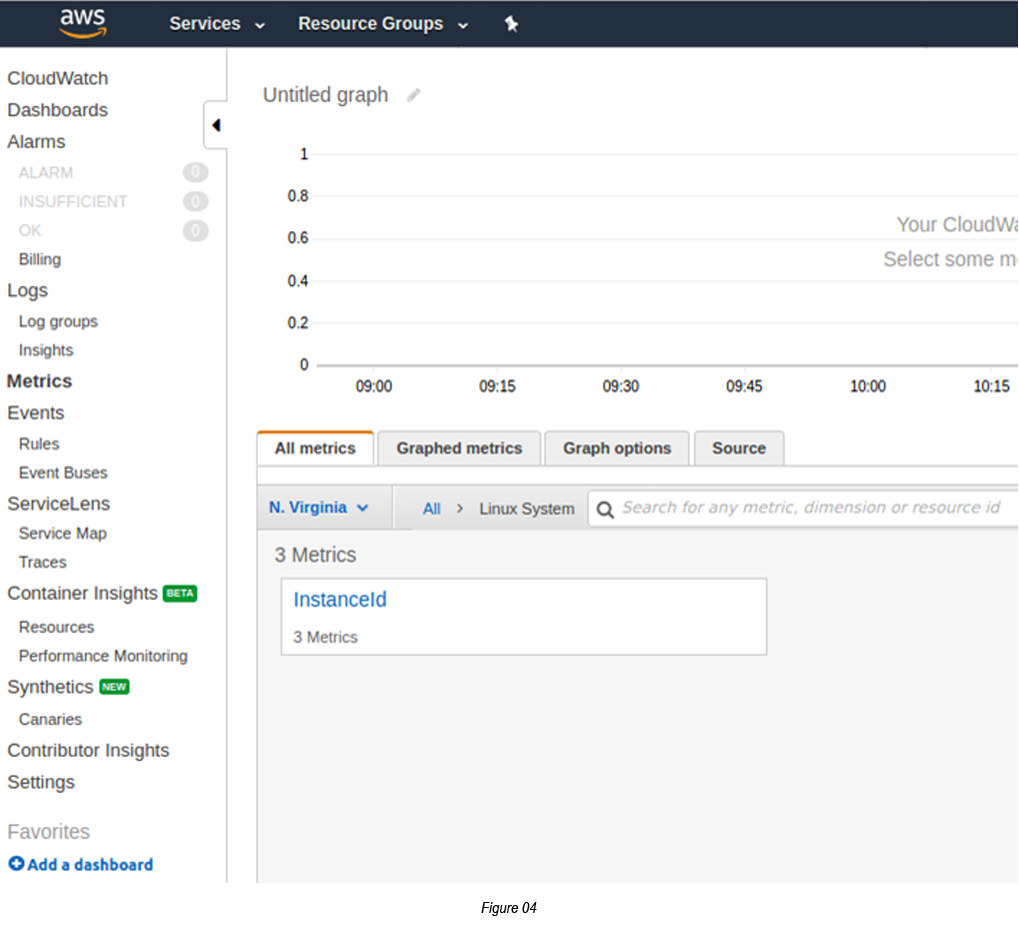 aws
Services
Resource Groups
CloudWatch
Dashboards
Alarms
ALARM 0
INSUFFICIENT 0
OK 0
Billing
Logs
Log groups
Insights
Metrics
Events
Rules
Event Buses
ServiceLens
Service Map
Traces
Container Insights BETA
Resources
Performance Monitoring
Synthetics NEW
Canaries
Contributor Insights
Settings
Favorites
Add a dashboard
Untitled graph
1
0.8
0.6
0.4
0.2
0
Your CloudWa
Select some m
09:00 09:15 09:30 09:45 10:00 10:15
All metrics Graphed metrics Graph options Source
N. Virginia All > Linux System Search for any metric, dimension or resource id
3 Metrics
InstanceId
3 Metrics
Figure 04